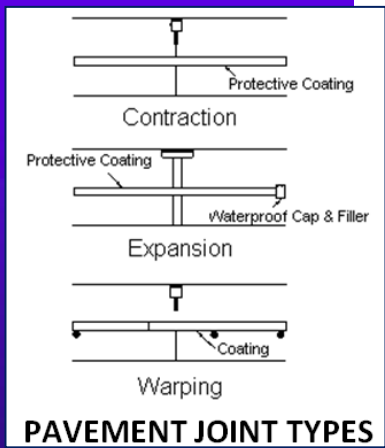 Protective Coating
Contraction
Protective Coating
Waterproof Cap & Filler
Expansion
Coating
Warping
PAVEMENT JOINT TYPES